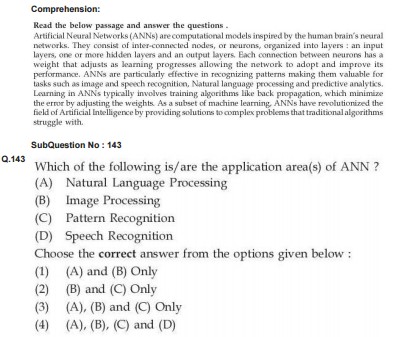 Comprehension:
Read the below passage and answer the questions .
Artificial Neural Networks (ANNs) are computational models inspired by the human brain's neural
networks. They consist of inter-connected nodes, or neurons, organized into layers : an input
layers, one or more hidden layers and an output layers. Each connection between neurons has a
weight that adjusts as learning progresses allowing the network to adopt and improve its
performance. ANNs are particularly effective in recognizing patterns making them valuable for
tasks such as image and speech recognition, Natural language processing and predictive analytics.
Learning in ANNs typically involves training algorithms like back propagation, which minimize
the error by adjusting the weights. As a subset of machine learning, ANNs have revolutionized the
field of Artificial Intelligence by providing solutions to complex problems that traditional algorithms
struggle with.
SubQuestion No : 143
Q.143 Which of the following is/are the application area(s) of ANN ?
(A) Natural Language Processing
(B) Image Processing
(C) Pattern Recognition
(D) Speech Recognition
Choose the correct answer from the options given below :
(1) (A) and (B) Only
(2) (B) and (C) Only
(3) (A), (B) and (C) Only
(4) (A), (B), (C) and (D)